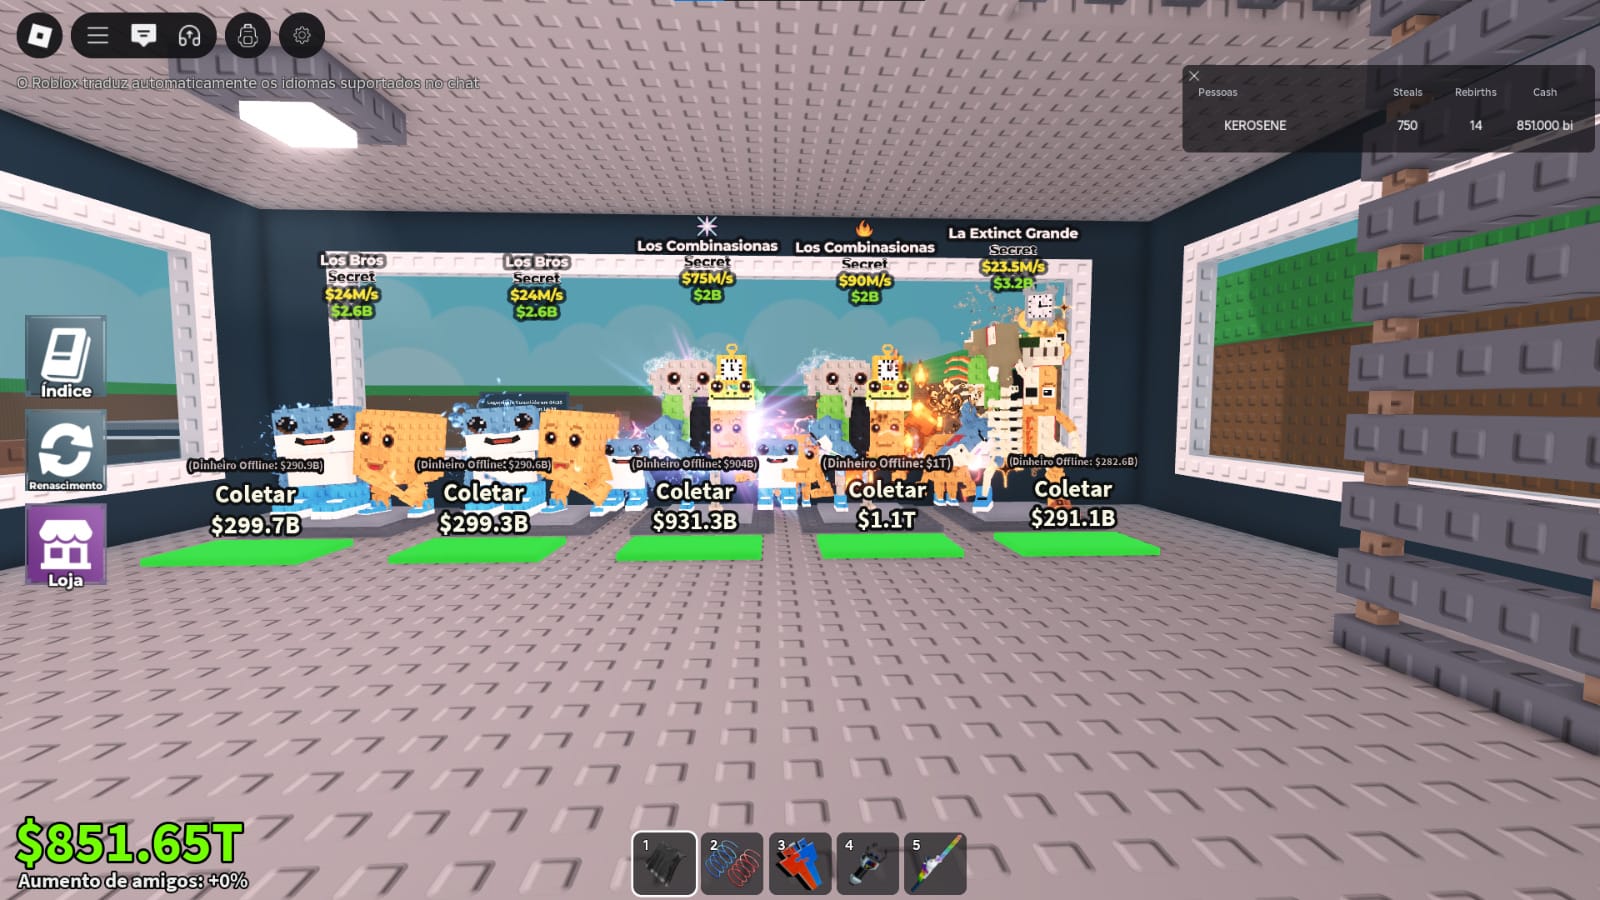 O Roblox traduz automaticamente os idiomas suportados no chat
Pessoas Steals Rebirths Cash
KEROSENE 750 14 851.000 bi
Los Bros
Secret
$24M/s
$2.6B
Los Bros
Secret
$24M/s
$2.6B
Los Combinasionas
Secret
$75M/s
$2B
Los Combinasionas
Secret
$90M/s
$2B
La Extinct Grande
Secret
$23.5M/s
$3.2B
Índice
Renascimento
Loja
(Dinheiro Offline: $290.9B)
Coletar
$299.7B
(Dinheiro Offline: $290.6B)
Coletar
$299.3B
(Dinheiro Offline: $904B)
Coletar
$931.3B
(Dinheiro Offline: $1T)
Coletar
$1.1T
(Dinheiro Offline: $282.6B)
Coletar
$291.1B
$851.65T
Aumento de amigos: +0%
1 2 3 4 5